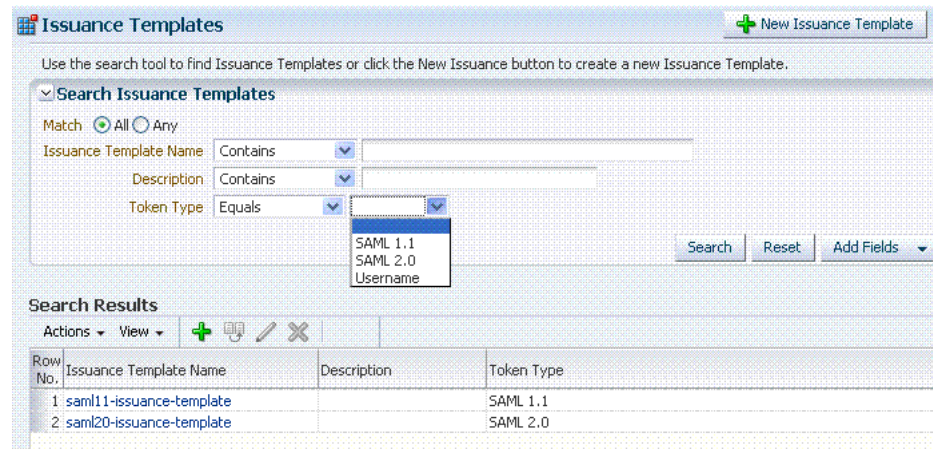 Issuance Templates
New Issuance Template
Use the search tool to find Issuance Templates or click the New Issuance button to create a new Issuance Template.
Search Issuance Templates
Match All Any
Issuance Template Name Contains
Description Contains
Token Type Equals
SAML 1.1
SAML 2.0
Username
Search Reset Add Fields
Search Results
Actions View
Row No. Issuance Template Name Description Token Type
1 saml11-issuance-template SAML 1.1
2 saml20-issuance-template SAML 2.0